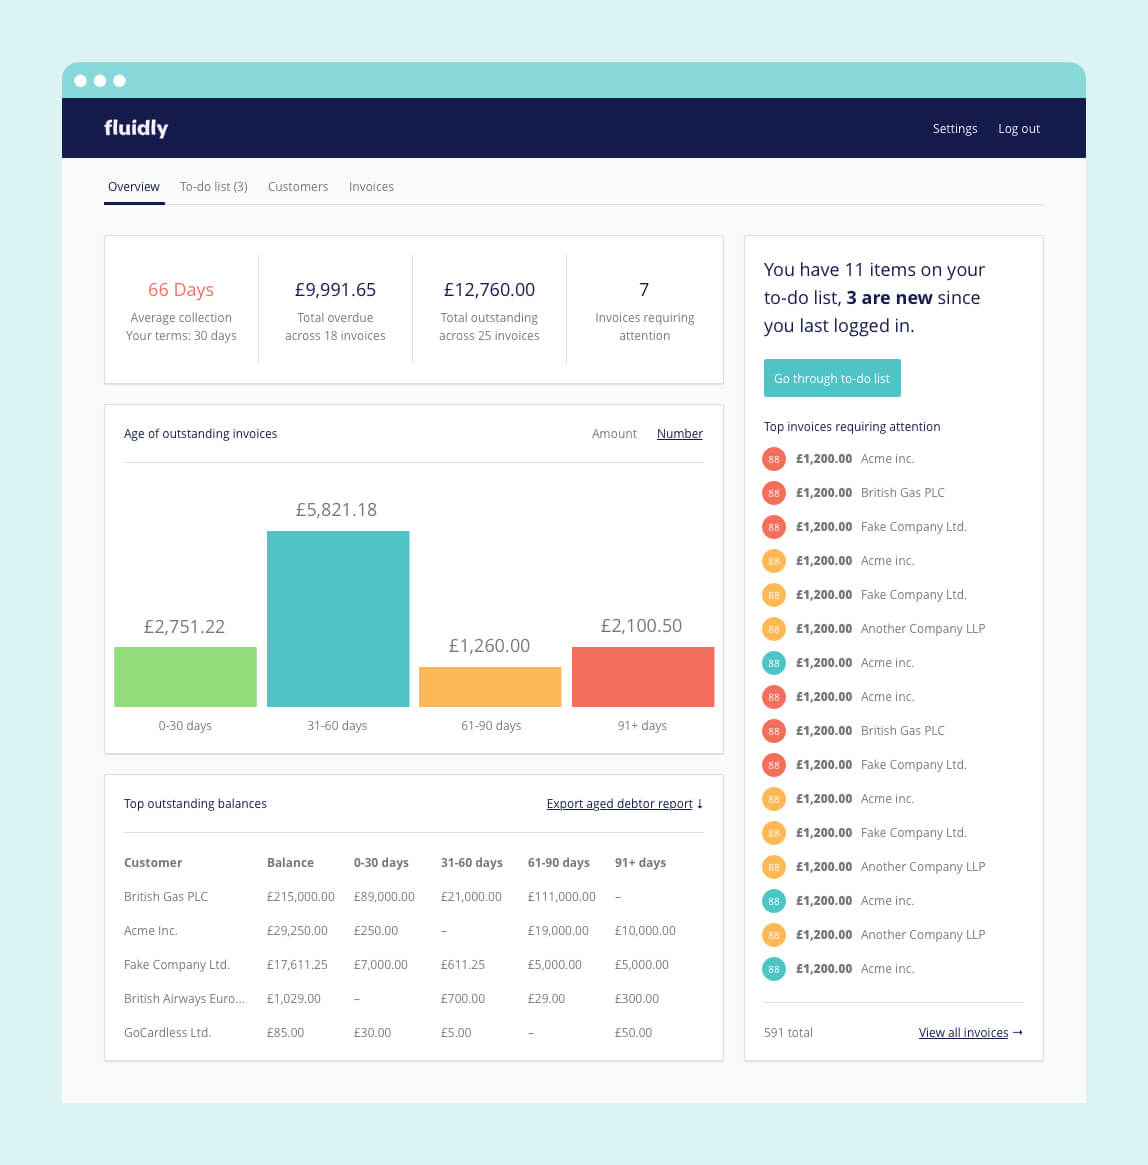 fluidly
Settings Log out
Overview To-do list (3) Customers Invoices
66 Days
Average collection
Your terms: 30 days
£9,991.65
Total overdue
across 18 invoices
£12,760.00
Total outstanding
across 25 invoices
7
Invoices requiring
attention
Age of outstanding invoices Amount Number
£2,751.22
£5,821.18
£1,260.00
£2,100.50
0-30 days 31-60 days 61-90 days 91+ days
Top outstanding balances Export aged debtor report ↓
Customer Balance 0-30 days 31-60 days 61-90 days 91+ days
British Gas PLC £215,000.00 £89,000.00 £21,000.00 £111,000.00 –
Acme Inc. £29,250.00 £250.00 – £19,000.00 £10,000.00
Fake Company Ltd. £17,611.25 £7,000.00 £611.25 £5,000.00 £5,000.00
British Airways Euro... £1,029.00 – £700.00 £29.00 £300.00
GoCardless Ltd. £85.00 £30.00 £5.00 – £50.00
You have 11 items on your
to-do list, 3 are new since
you last logged in.
Go through to-do list
Top invoices requiring attention
88 £1,200.00 Acme inc.
88 £1,200.00 British Gas PLC
88 £1,200.00 Fake Company Ltd.
88 £1,200.00 Acme inc.
88 £1,200.00 Fake Company Ltd.
88 £1,200.00 Another Company LLP
88 £1,200.00 Acme inc.
88 £1,200.00 Acme inc.
88 £1,200.00 British Gas PLC
88 £1,200.00 Fake Company Ltd.
88 £1,200.00 Acme inc.
88 £1,200.00 Fake Company Ltd.
88 £1,200.00 Another Company LLP
88 £1,200.00 Acme inc.
88 £1,200.00 Another Company LLP
88 £1,200.00 Acme inc.
591 total View all invoices →